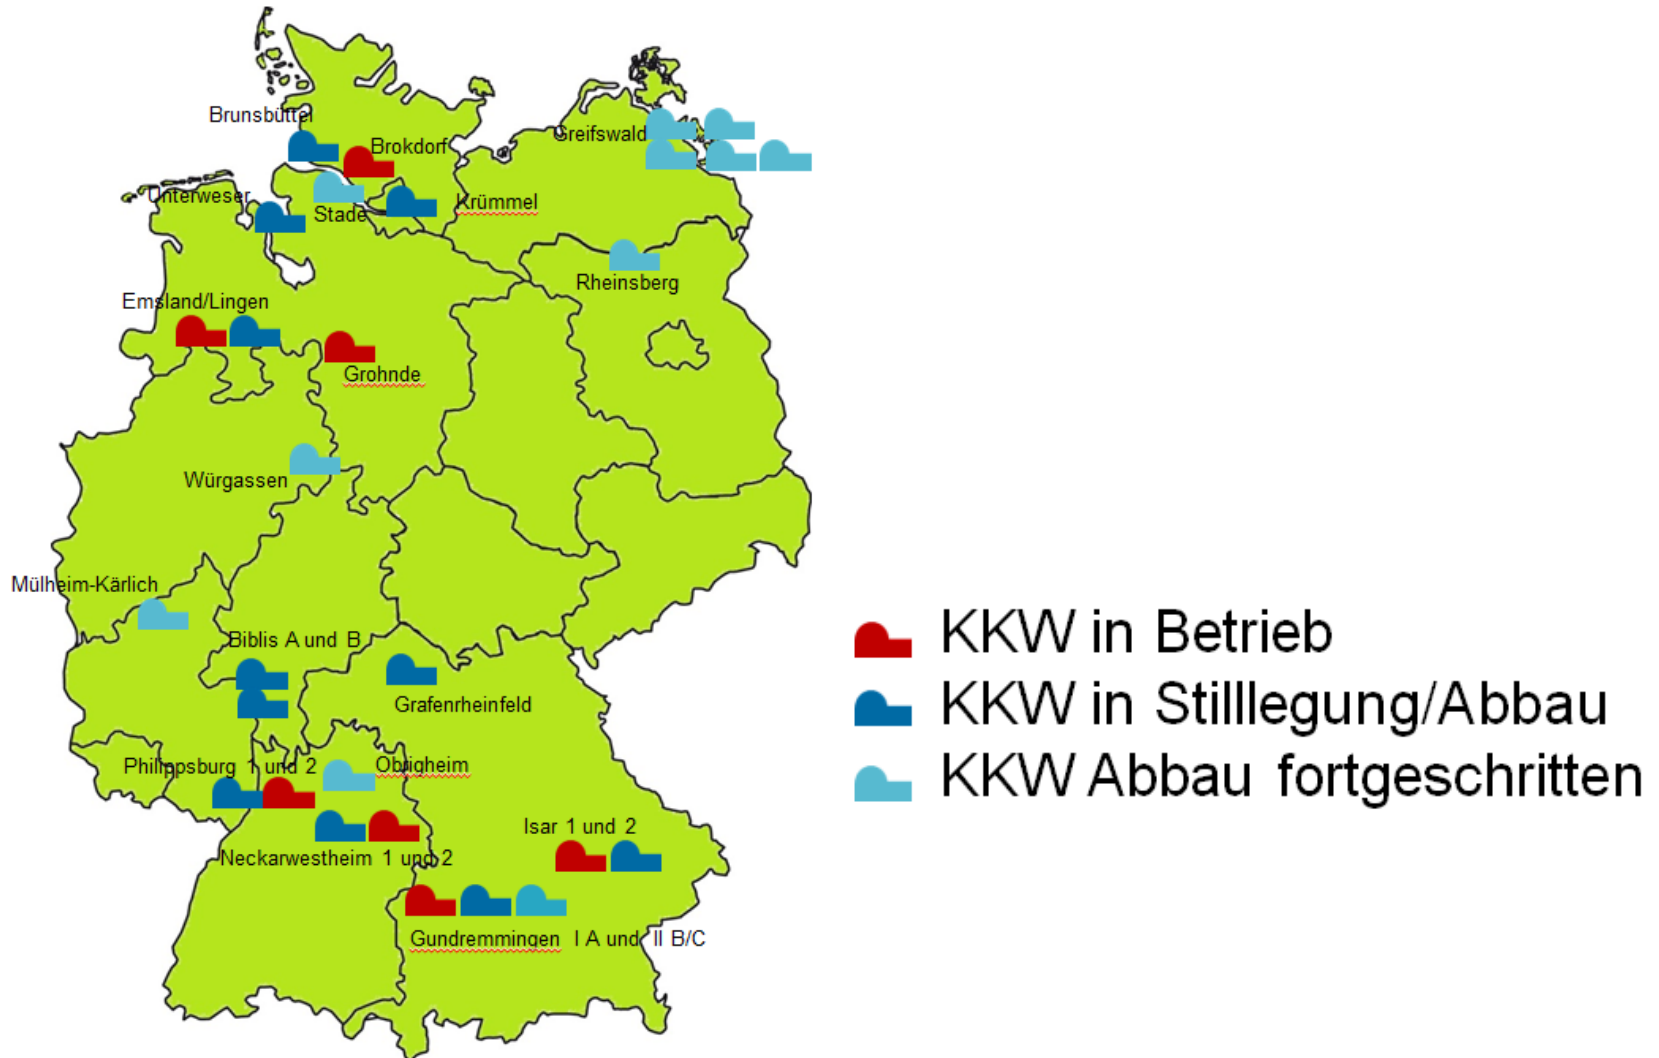 Brunsbüttel
Brokdorf
Greifswald
Unterweser
Stade
Krümmel
Rheinsberg
Emsland/Lingen
Grohnde
Würgassen
Mülheim-Kärlich
Biblis A und B
Grafenrheinfeld
Philippsburg 1 und 2
Obrigheim
Neckarwestheim 1 und 2
Isar 1 und 2
Gundremmingen I A und II B/C
KKW in Betrieb
KKW in Stilllegung/Abbau
KKW Abbau fortgeschritten